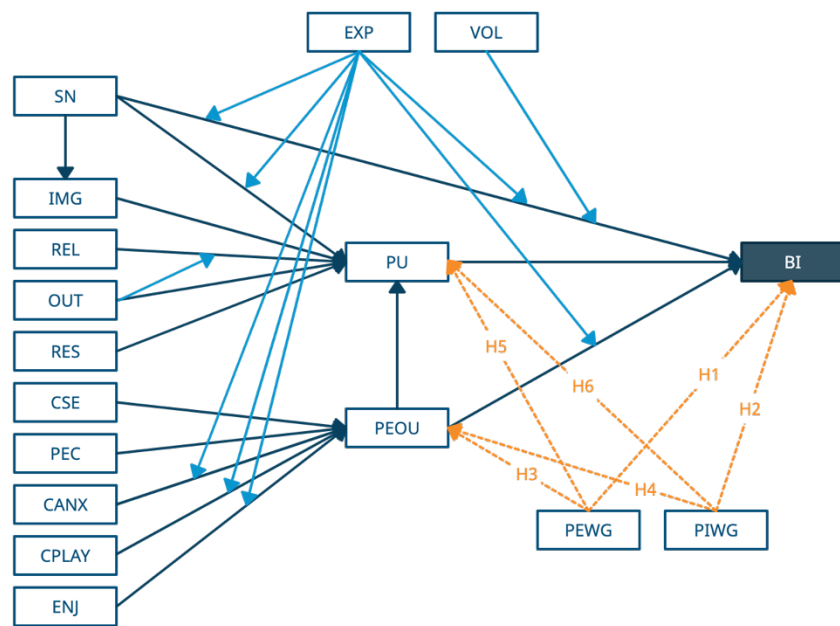 EXP
VOL
SN
IMG
REL
OUT
RES
CSE
PEC
CANX
CPLAY
ENJ
PU
BI
H5
H6
H1
H2
PEOU
H3
H4
PEWG
PIWG